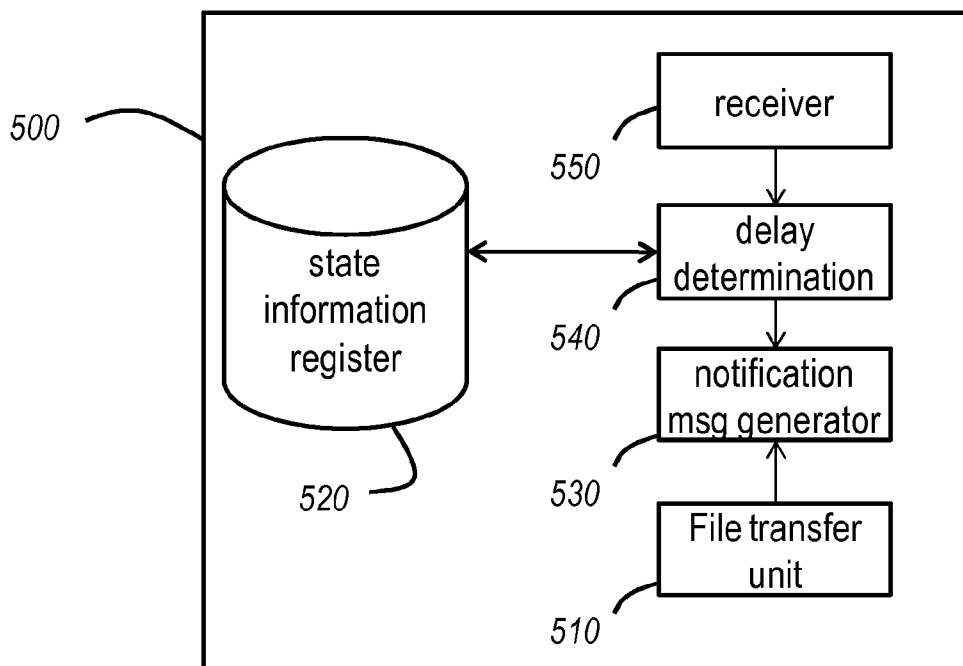 500
receiver
550
state
information
register
delay
determination
540
notification
msg generator
520
530
File transfer
unit
510